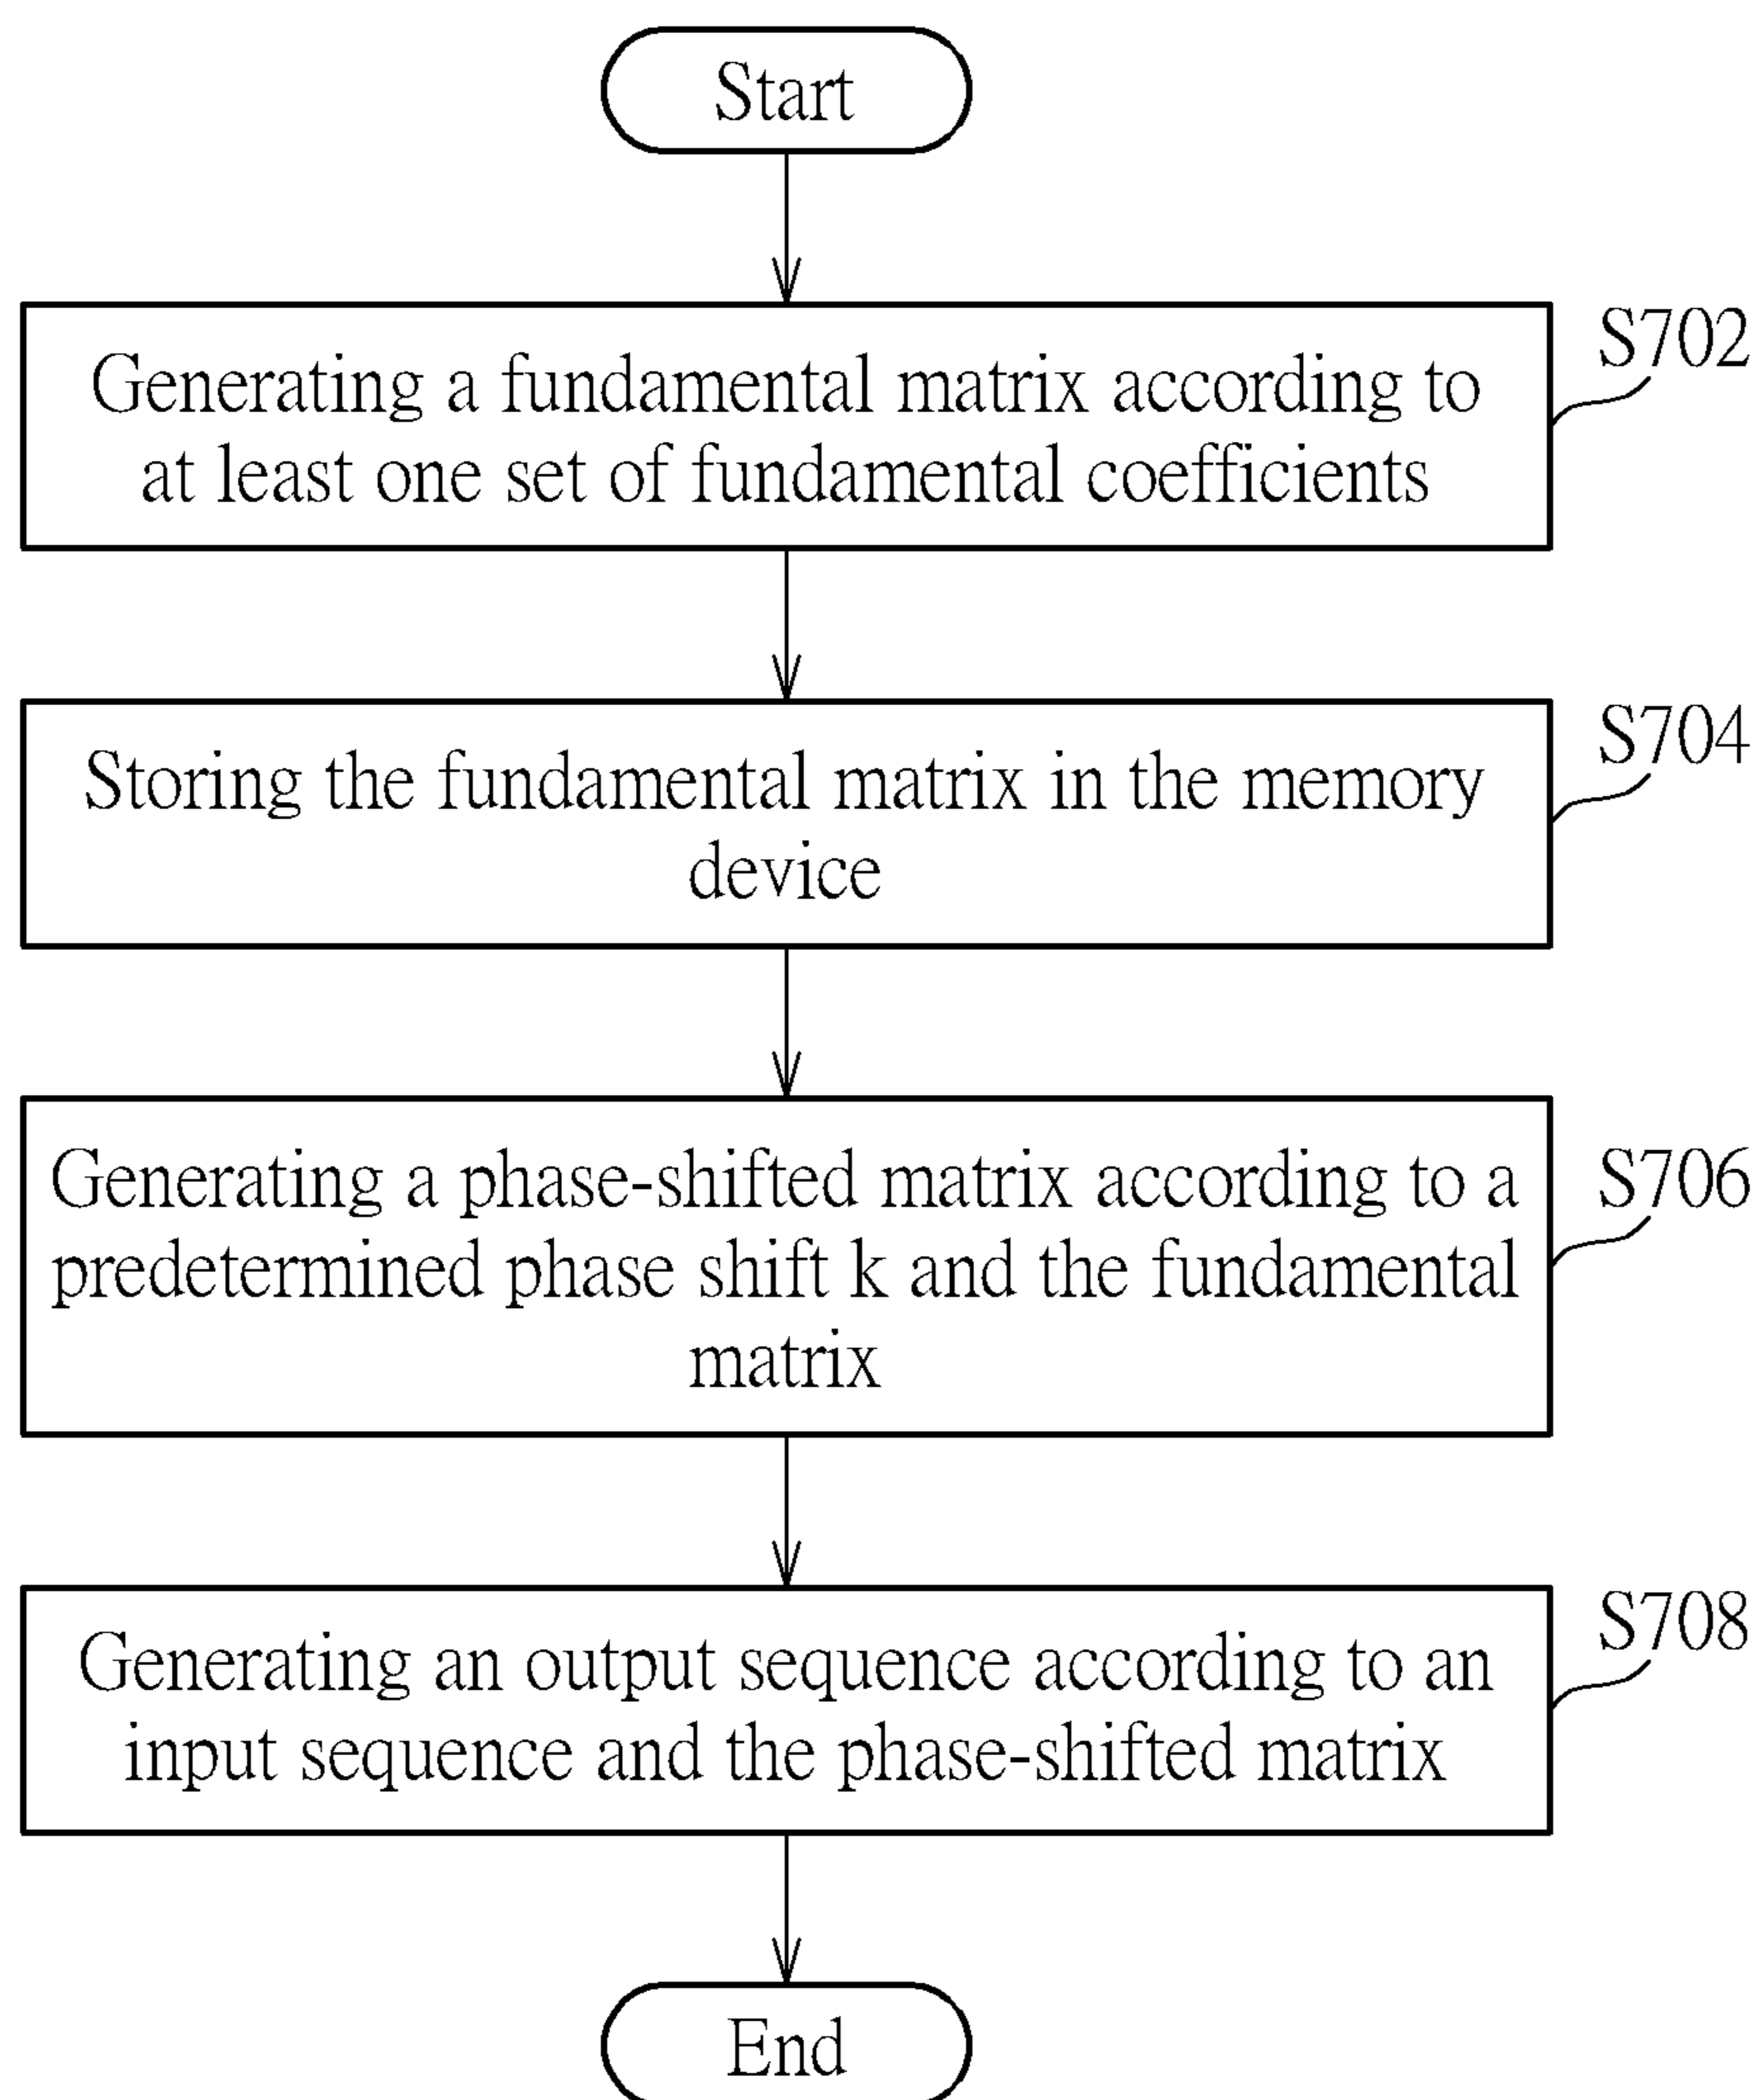 Start
S702
Generating a fundamental matrix according to
at least one set of fundamental coefficients
S704
Storing the fundamental matrix in the memory
device
S706
Generating a phase-shifted matrix according to a
predetermined phase shift k and the fundamental
matrix
S708
Generating an output sequence according to an
input sequence and the phase-shifted matrix
End